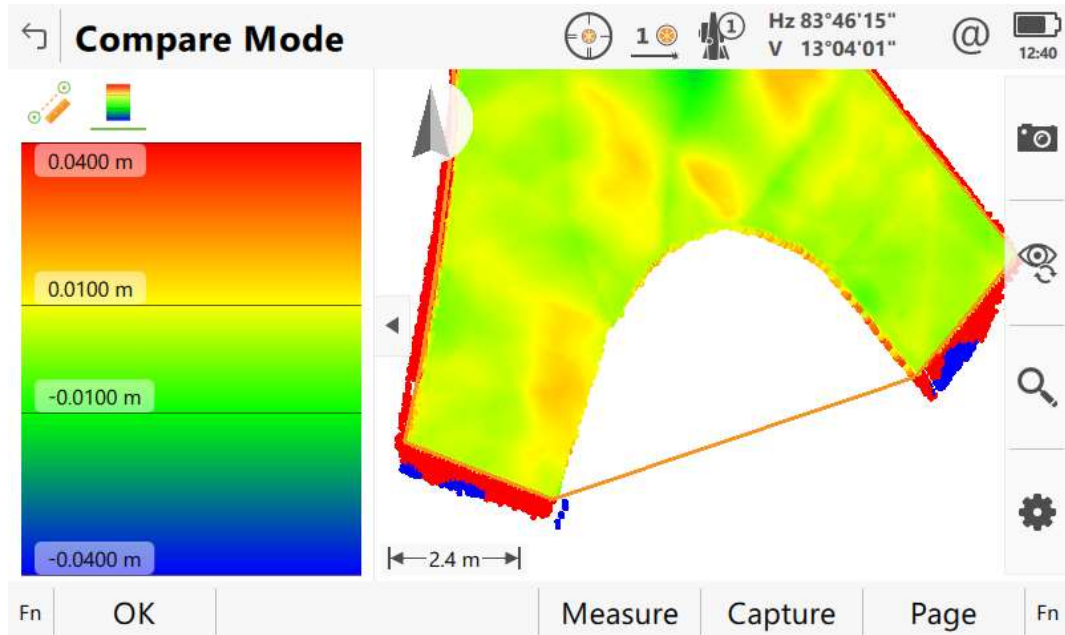 Compare Mode
1
1
Hz 83°46'15"
V 13°04'01"
@
12:40
0.0400 m
0.0100 m
-0.0100 m
-0.0400 m
2.4 m
Fn
OK
Measure
Capture
Page
Fn